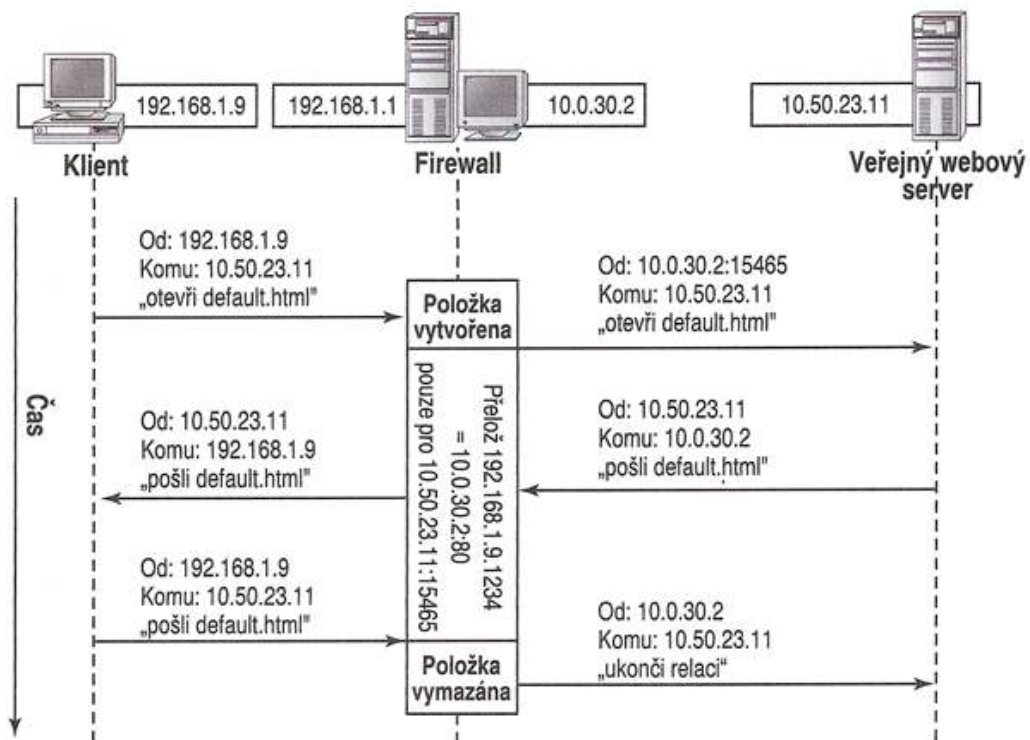 192.168.1.9
192.168.1.1
10.0.30.2
10.50.23.11
Klient
Firewall
Veřejný webový
server
Čas
Od: 192.168.1.9
Komu: 10.50.23.11
„otevři default.html"
Položka
vytvořena
Od: 10.0.30.2:15465
Komu: 10.50.23.11
„otevři default.html"
Přelož 192.168.1.9.1234
= 10.0.30.2:80
pouze pro 10.50.23.11:15465
Od: 10.50.23.11
Komu: 10.0.30.2
„pošli default.html"
Od: 10.50.23.11
Komu: 192.168.1.9
„pošli default.html"
Od: 192.168.1.9
Komu: 10.50.23.11
„pošli default.html"
Položka
vymazána
Od: 10.0.30.2
Komu: 10.50.23.11
„ukonči relaci“